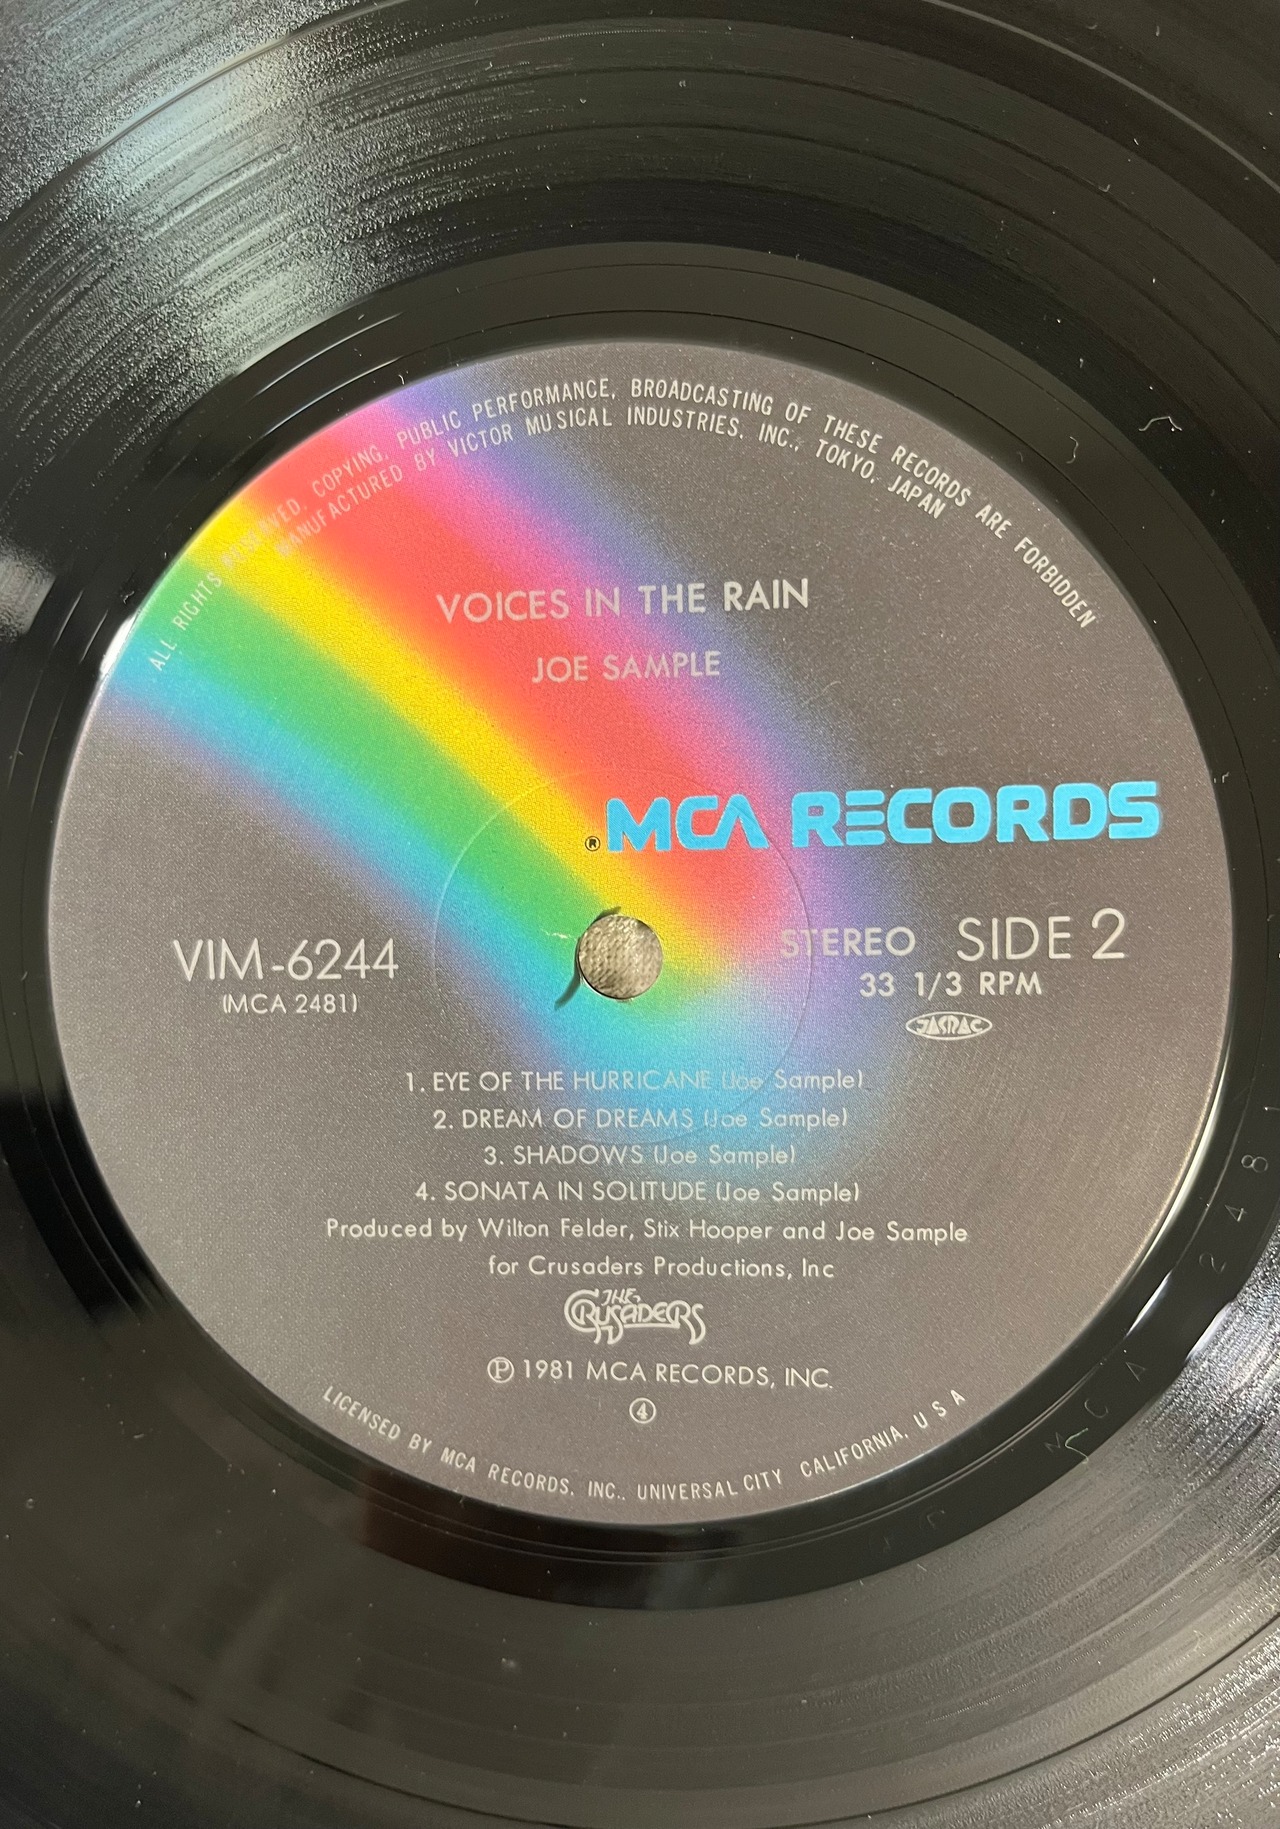 ALL RIGHTS RESERVED. COPYING, PUBLIC PERFORMANCE, BROADCASTING OF THESE RECORDS ARE FORBIDDEN
MANUFACTURED BY VICTOR MUSICAL INDUSTRIES, INC., TOKYO, JAPAN
VOICES IN THE RAIN
JOE SAMPLE
® MCA RECORDS
VIM-6244
(MCA 2481)
STEREO SIDE 2
33 1/3 RPM
JASRAC
1. EYE OF THE HURRICANE (Joe Sample)
2. DREAM OF DREAMS (Joe Sample)
3. SHADOWS (Joe Sample)
4. SONATA IN SOLITUDE (Joe Sample)
Produced by Wilton Felder, Stix Hooper and Joe Sample
for Crusaders Productions, Inc
THE CRUSADERS
Ⓟ 1981 MCA RECORDS, INC.
④
LICENSED BY MCA RECORDS, INC., UNIVERSAL CITY CALIFORNIA, U S A
MCA 248